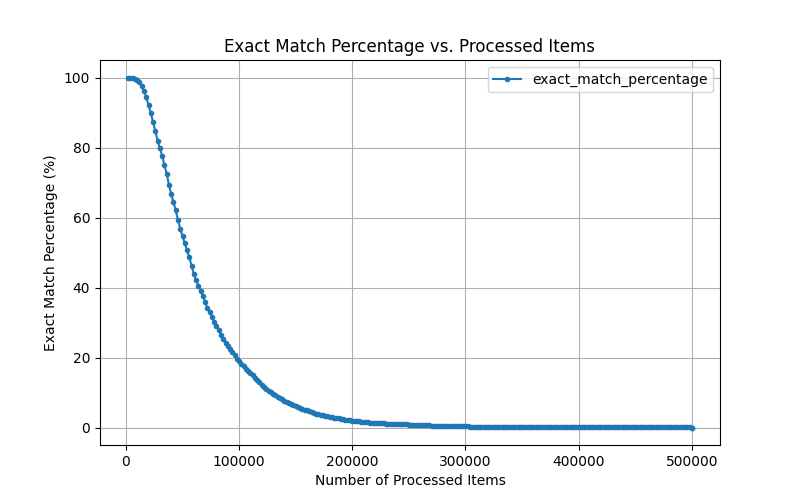 Exact Match Percentage vs. Processed Items
exact_match_percentage
100
80
60
40
20
0
Exact Match Percentage (%)
0 100000 200000 300000 400000 500000
Number of Processed Items